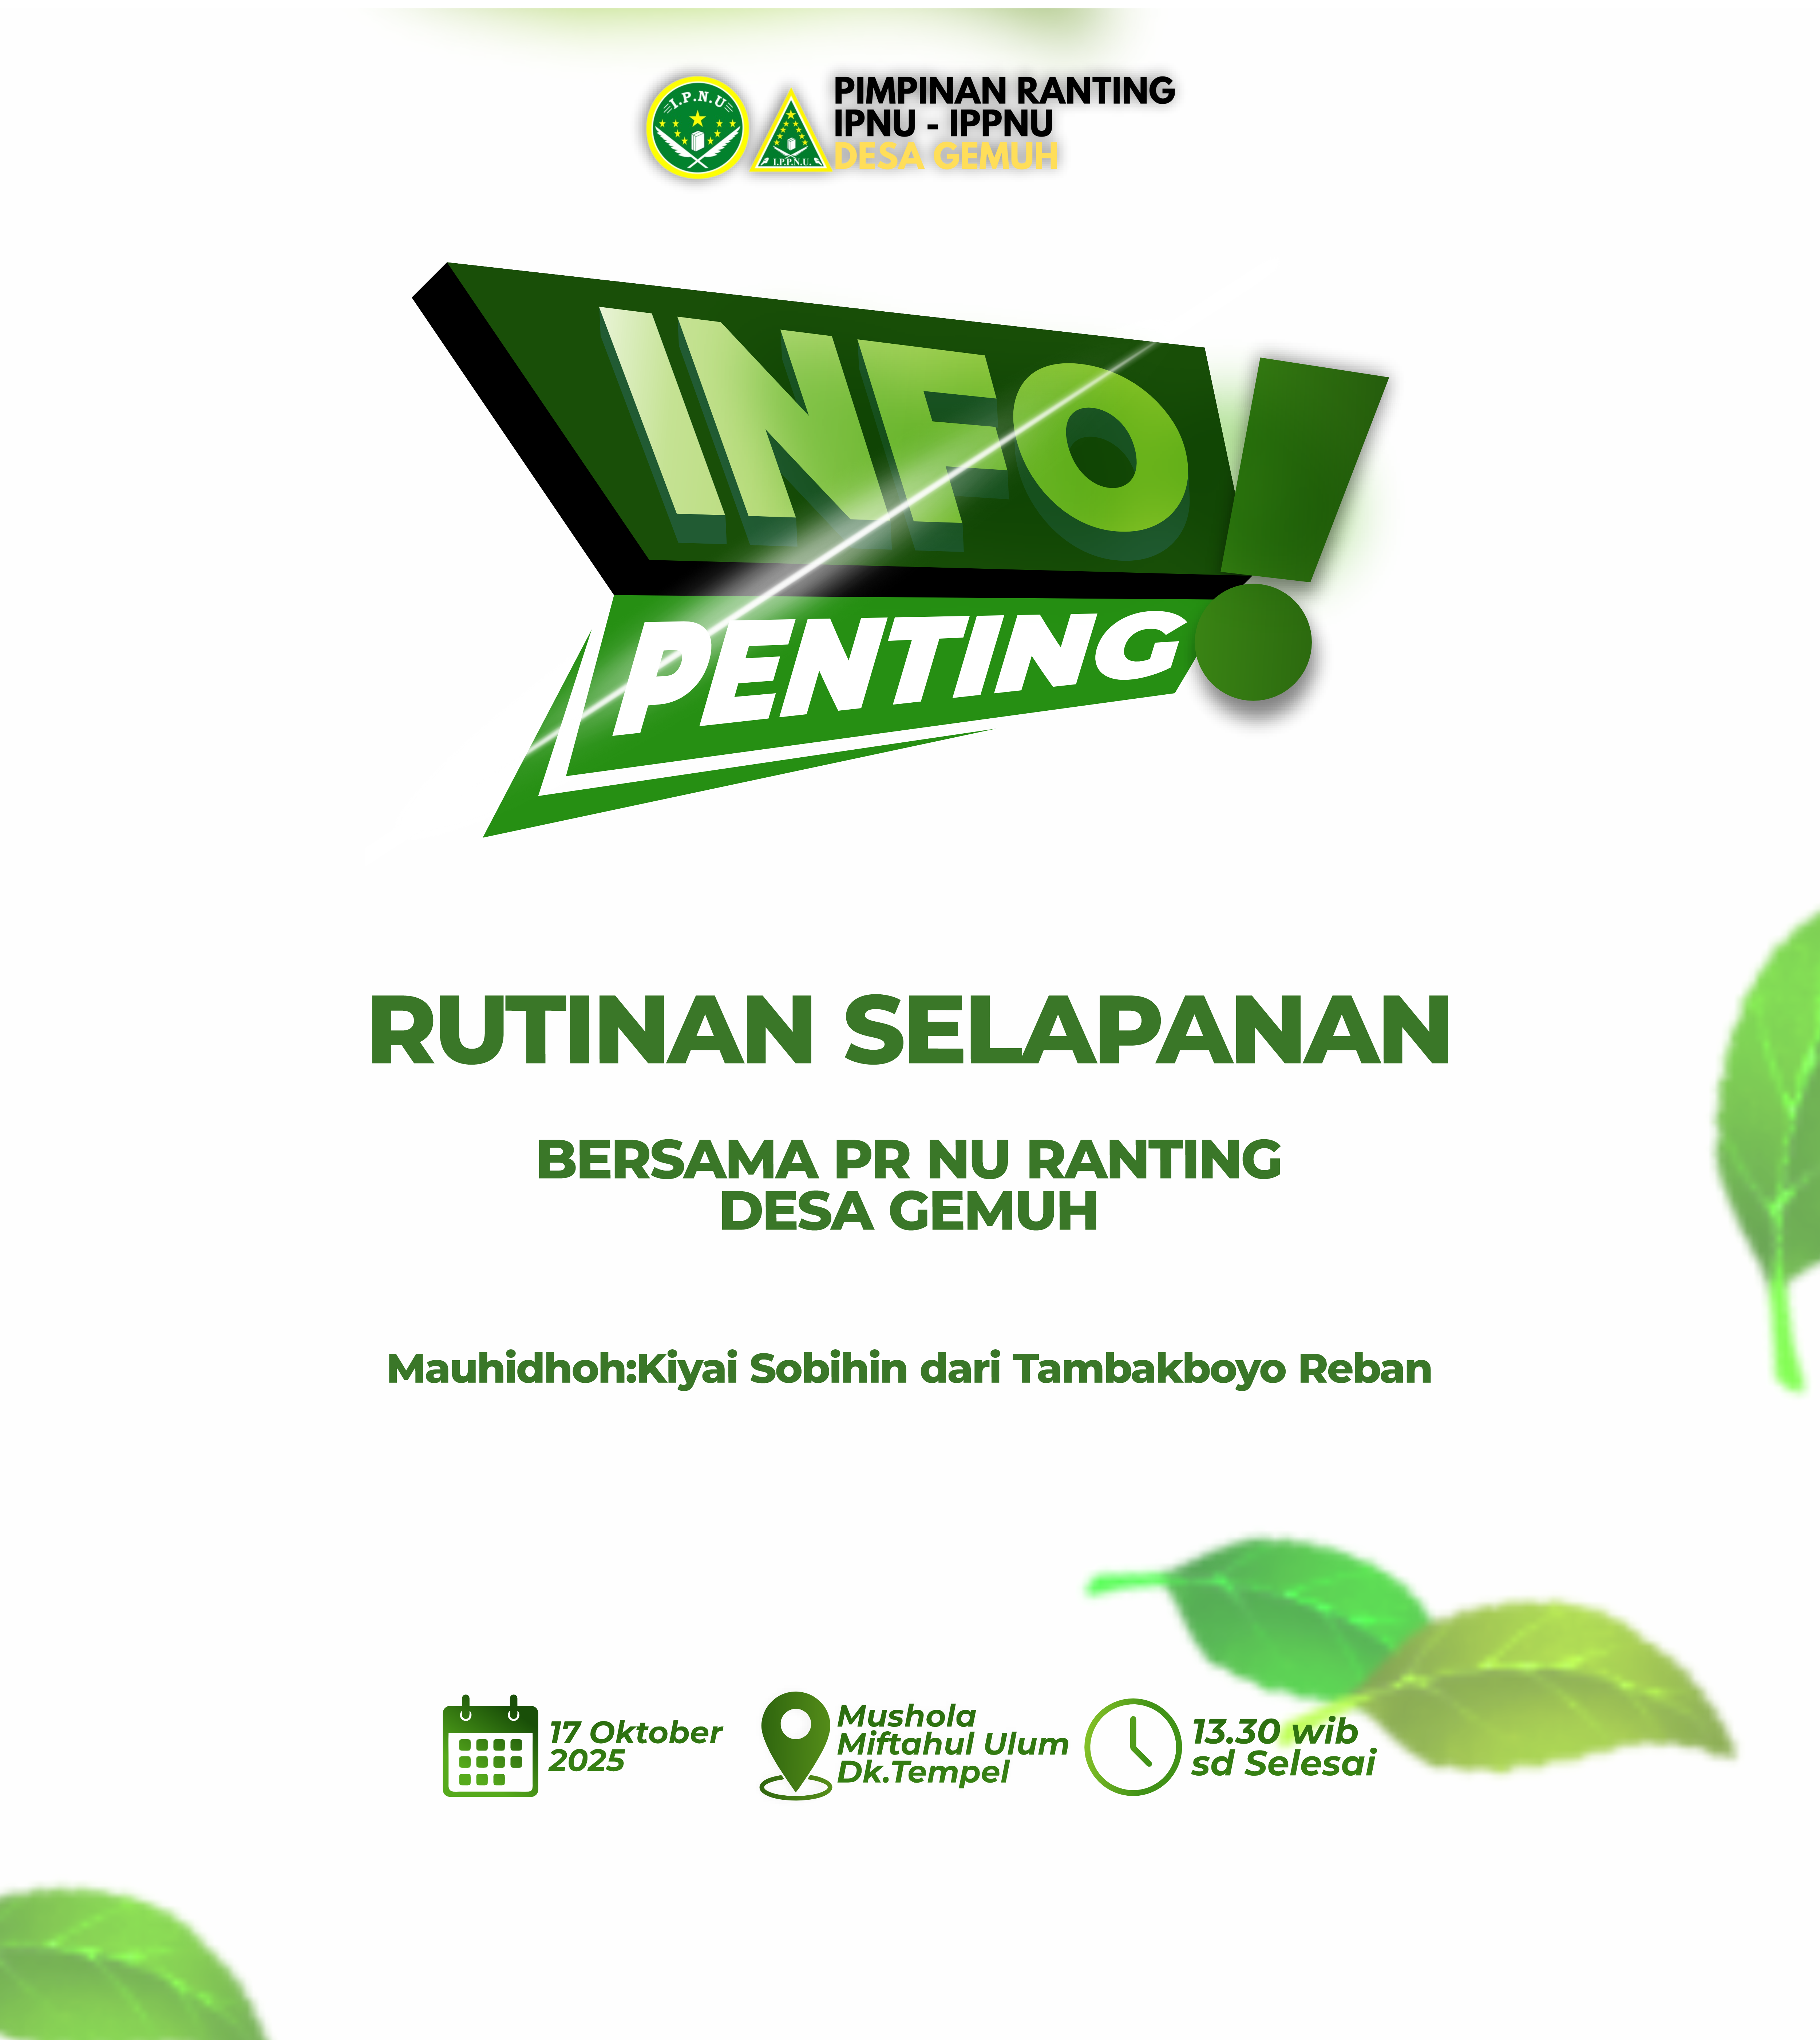 I.P.N.U
I.P.P.N.U.
PIMPINAN RANTING
IPNU - IPPNU
DESA GEMUH
INFO!
PENTING
RUTINAN SELAPANAN
BERSAMA PR NU RANTING
DESA GEMUH
Mauhidhoh:Kiyai Sobihin dari Tambakboyo Reban
17 Oktober
2025
Mushola
Miftahul Ulum
Dk.Tempel
13.30 wib
sd Selesai